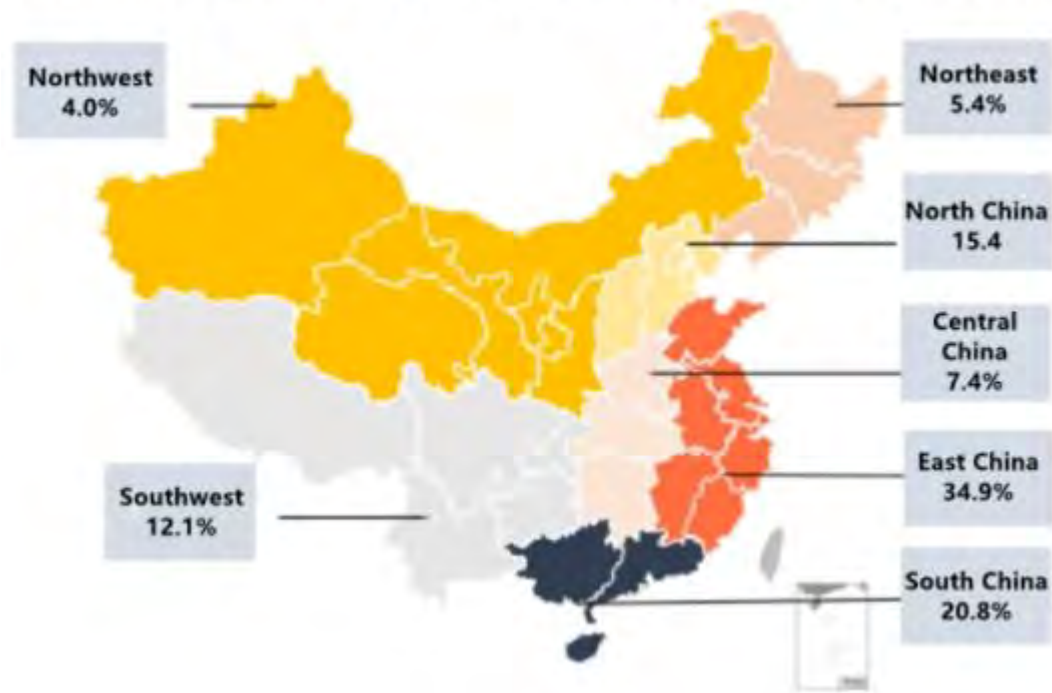 Northwest
4.0%
Northeast
5.4%
North China
15.4
Central
China
7.4%
East China
34.9%
Southwest
12.1%
South China
20.8%